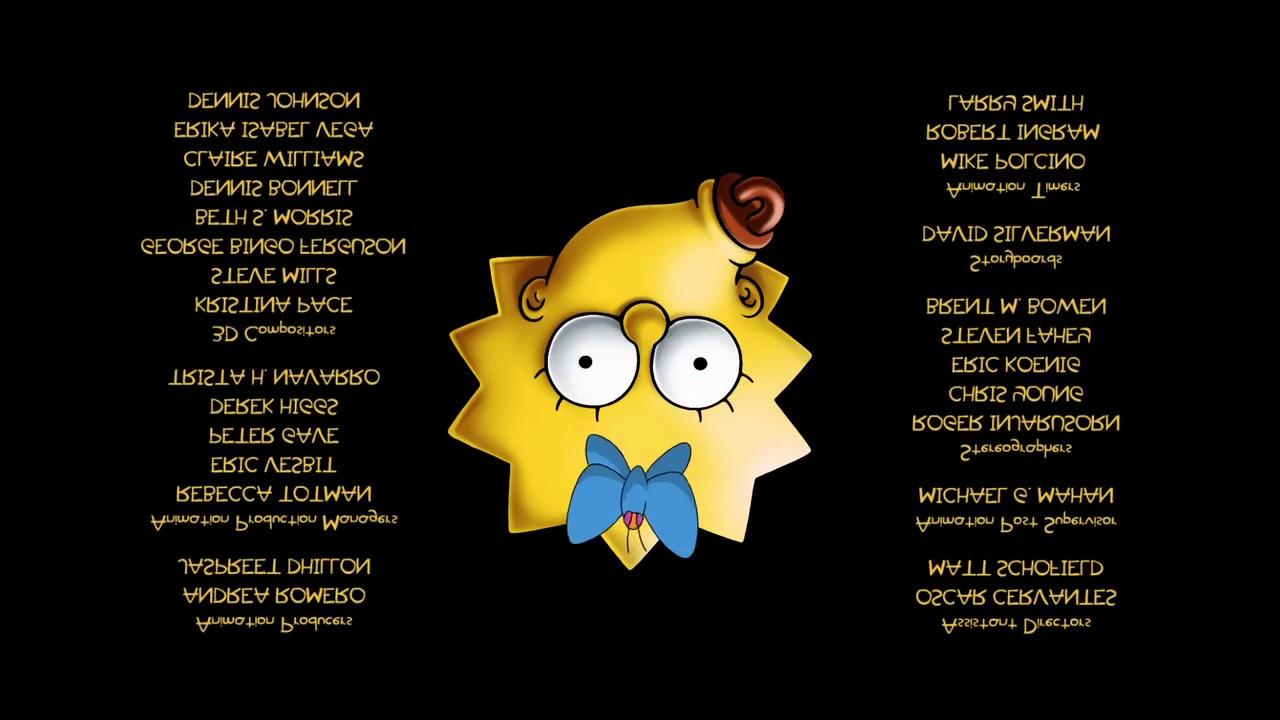 Animation Producers
ANDREA ROMERO
JASPREET DHILLON
Animation Production Managers
REBECCA TOTMAN
ERIC VESBIT
PETER GAVE
DEREK HIGGS
TRISTA H. NAVARRO
3D Compositors
KRISTINA PACE
STEVE MILLS
GEORGE BINGO FERGUSON
BETH S. MORRIS
DENNIS BONNELL
CLAIRE WILLIAMS
ERIKA ISABEL VEGA
DENNIS JOHNSON
Assistant Directors
OSCAR CERVANTES
MATT SCHOFIELD
Animation Post Supervisor
MICHAEL G. MAHAN
Stereographers
ROGER INJARUSORN
CHRIS YOUNG
ERIC KOENIG
STEVEN FAHEY
BRENT M. BOWEN
Storyboards
DAVID SILVERMAN
Animation Timers
MIKE POLCINO
ROBERT INGRAM
LARRY SMITH